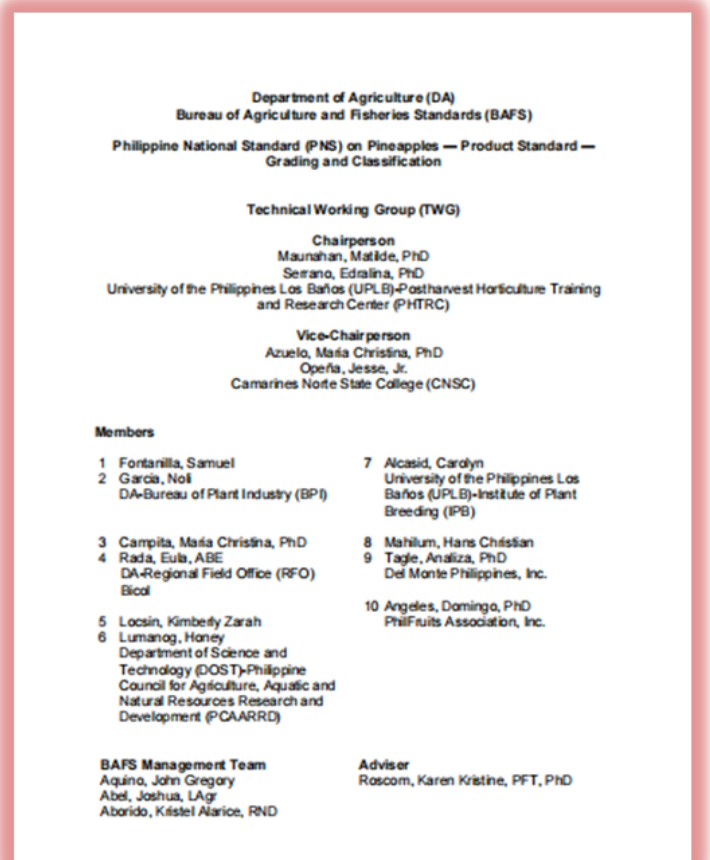 Department of Agriculture (DA)
Bureau of Agriculture and Fisheries Standards (BAFS)
Philippine National Standard (PNS) on Pineapples — Product Standard —
Grading and Classification
Technical Working Group (TWG)
Chairperson
Maunahan, Matilde, PhD
Serrano, Edralina, PhD
University of the Philippines Los Baños (UPLB)-Postharvest Horticulture Training
and Research Center (PHTRC)
Vice-Chairperson
Azuelo, Maria Christina, PhD
Opeña, Jesse, Jr.
Camarines Norte State College (CNSC)
Members
1 Fontanilla, Samuel
2 Garcia, Noli
DA-Bureau of Plant Industry (BPI)
3 Campita, Maria Christina, PhD
4 Rada, Eula, ABE
DA-Regional Field Office (RFO)
Bicol
5 Locsin, Kimberly Zarah
6 Lumanog, Honey
Department of Science and
Technology (DOST)-Philippine
Council for Agriculture, Aquatic and
Natural Resources Research and
Development (PCAARRD)
7 Alcasid, Carolyn
University of the Philippines Los
Baños (UPLB)-Institute of Plant
Breeding (IPB)
8 Mahilum, Hans Christian
9 Tagle, Analiza, PhD
Del Monte Philippines, Inc.
10 Angeles, Domingo, PhD
PhilFruits Association, Inc.
BAFS Management Team
Aquino, John Gregory
Abel, Joshua, LAgr
Aborido, Kristel Alarice, RND
Adviser
Roscom, Karen Kristine, PFT, PhD